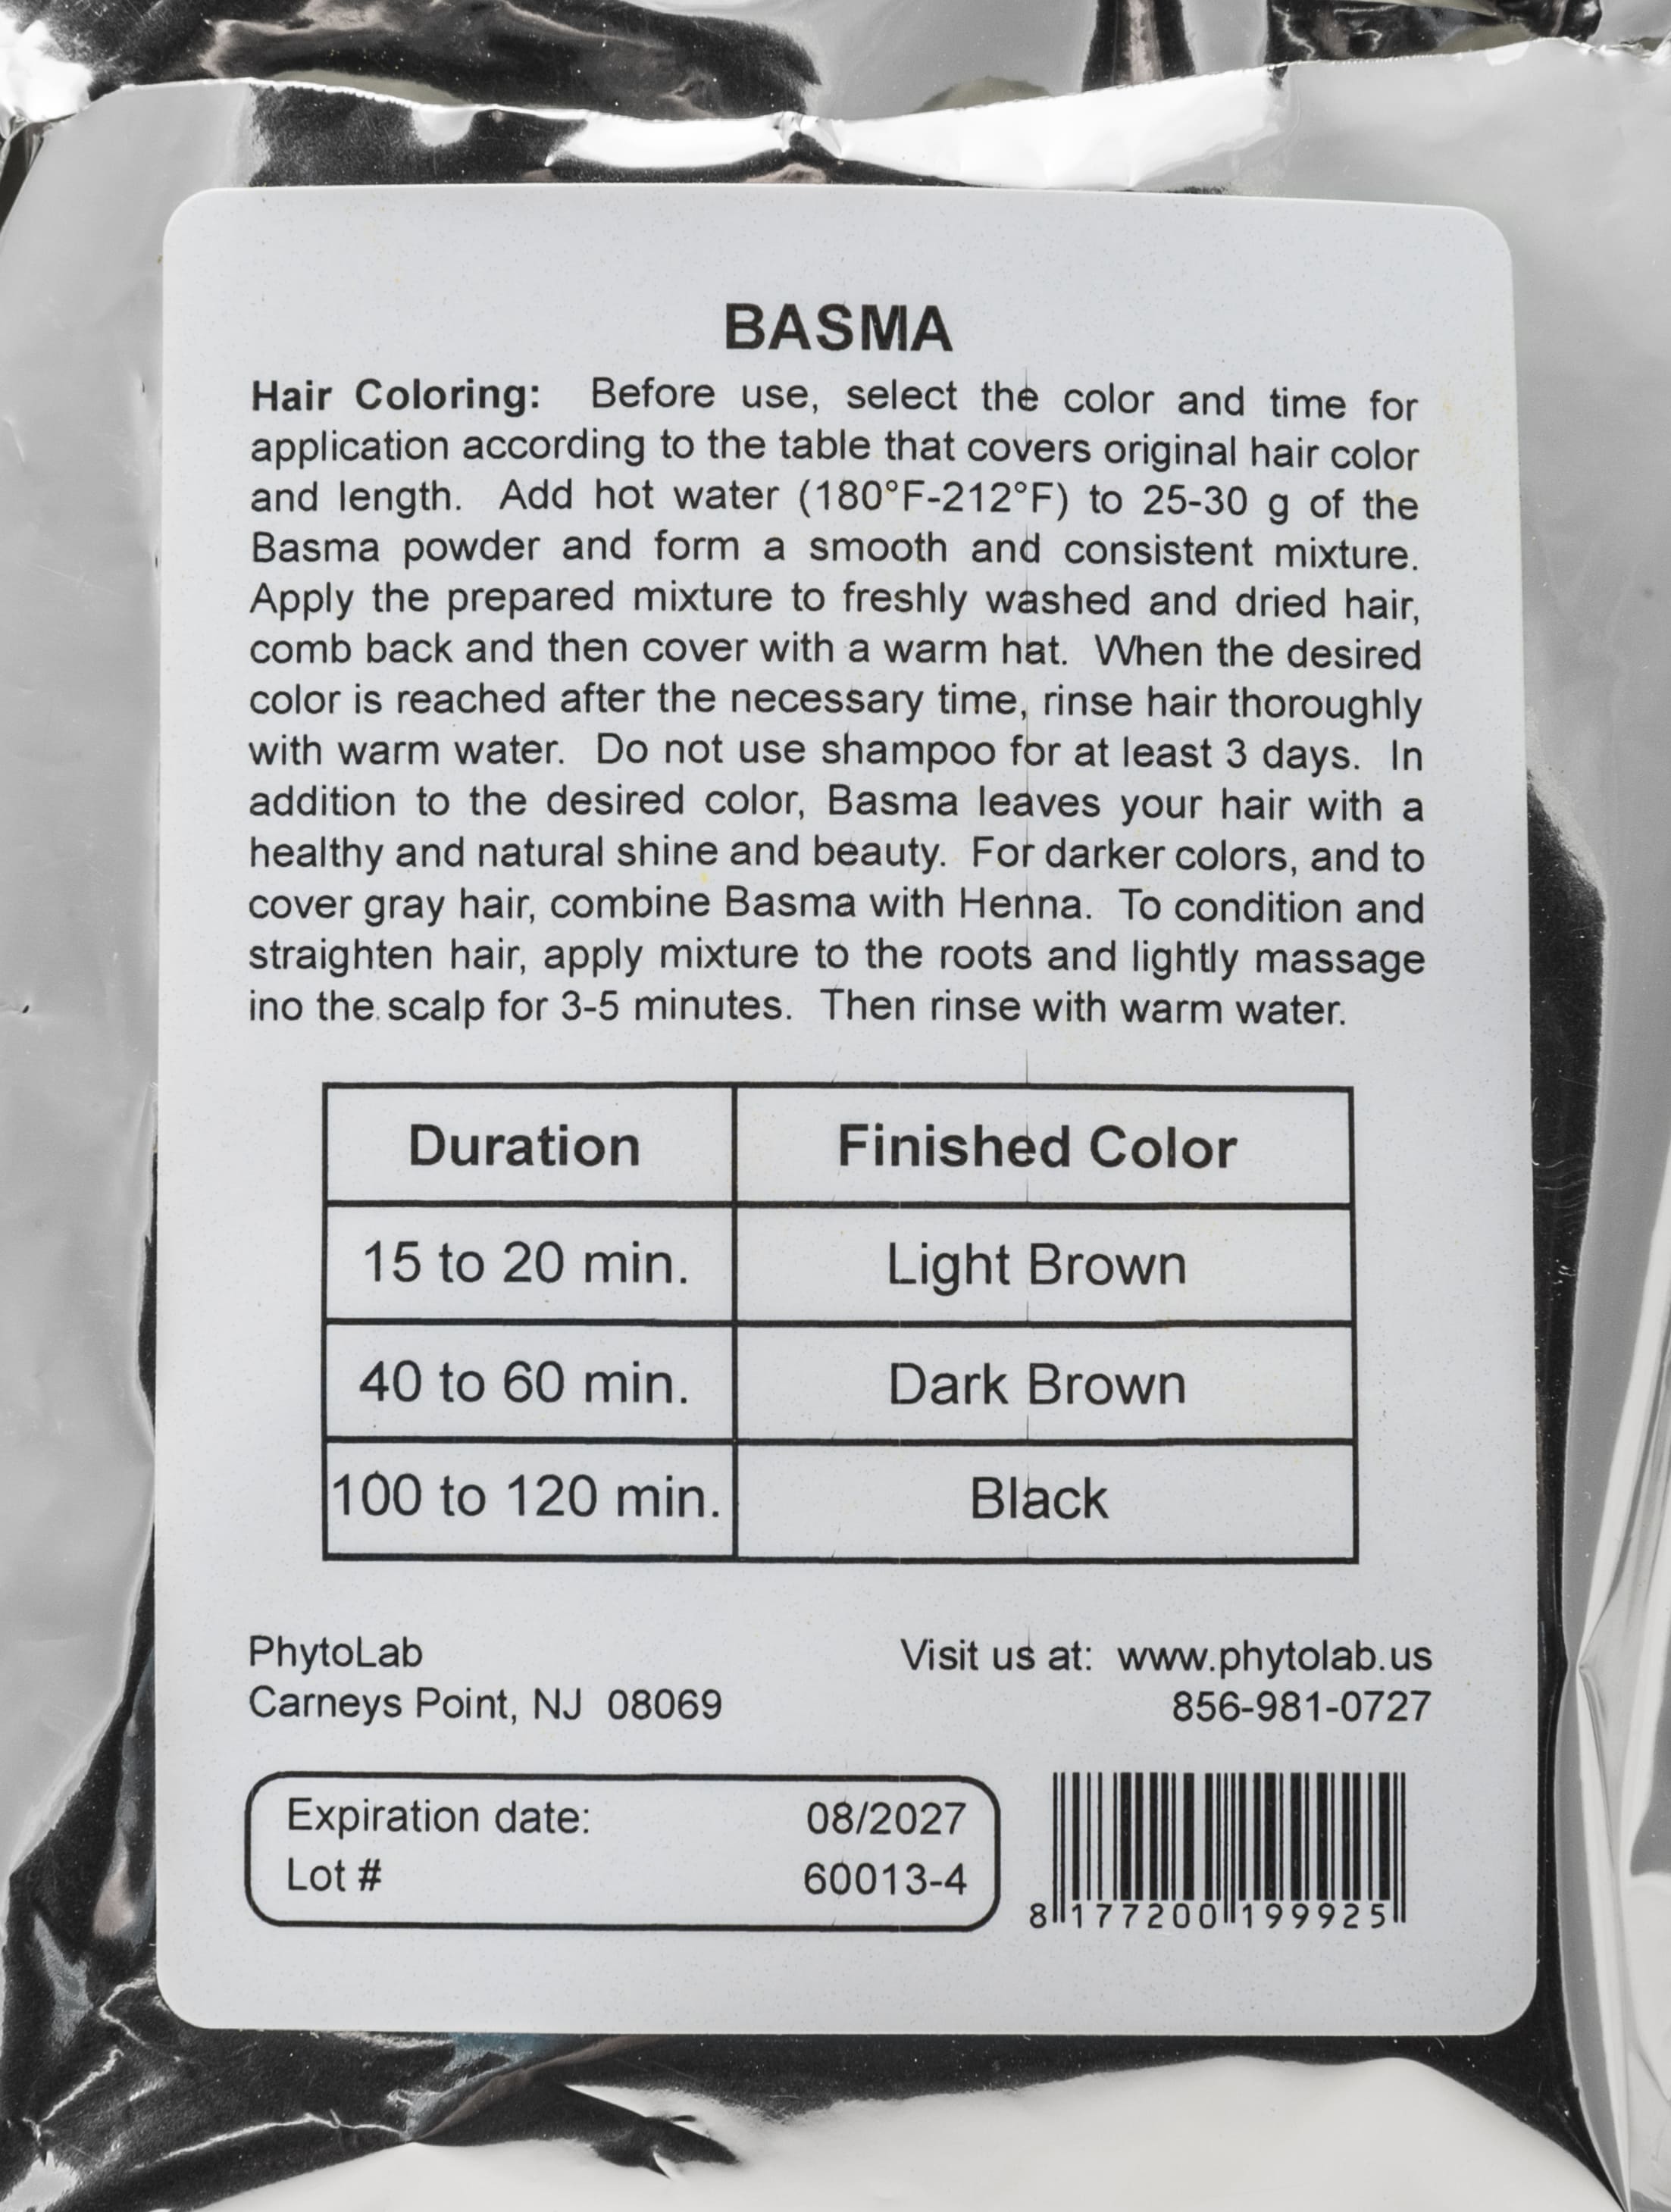 BASMA
Hair Coloring: Before use, select the color and time for
application according to the table that covers original hair color
and length. Add hot water (180°F-212°F) to 25-30 g of the
Basma powder and form a smooth and consistent mixture.
Apply the prepared mixture to freshly washed and dried hair,
comb back and then cover with a warm hat. When the desired
color is reached after the necessary time, rinse hair thoroughly
with warm water. Do not use shampoo for at least 3 days. In
addition to the desired color, Basma leaves your hair with a
healthy and natural shine and beauty. For darker colors, and to
cover gray hair, combine Basma with Henna. To condition and
straighten hair, apply mixture to the roots and lightly massage
ino the scalp for 3-5 minutes. Then rinse with warm water.
Duration Finished Color
15 to 20 min. Light Brown
40 to 60 min. Dark Brown
100 to 120 min. Black
PhytoLab Visit us at: www.phytolab.us
Carneys Point, NJ 08069 856-981-0727
Expiration date: 08/2027
Lot # 60013-4
8 177200 199925